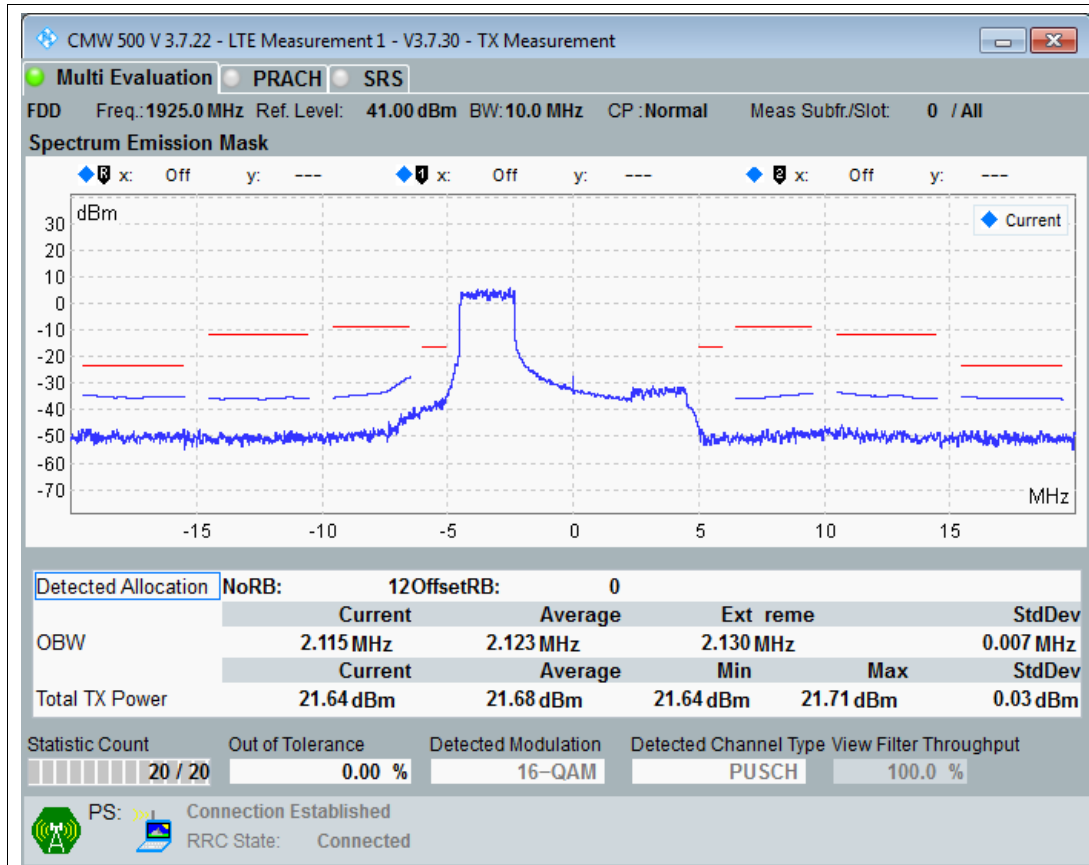 CMW 500 V 3.7.22 - LTE Measurement 1 - V3.7.30 - TX Measurement
Multi Evaluation PRACH SRS
FDD Freq.: 1925.0 MHz Ref. Level: 41.00 dBm BW: 10.0 MHz CP : Normal Meas Subfr./Slot: 0 / All
Spectrum Emission Mask
R x: Off y: --- 1 x: Off y: --- 2 x: Off y: ---
dBm
Current
30
20
10
0
-10
-20
-30
-40
-50
-60
-70
MHz
-15 -10 -5 0 5 10 15
Detected Allocation NoRB: 12 OffsetRB: 0
Current Average Ext reme StdDev
OBW 2.115 MHz 2.123 MHz 2.130 MHz 0.007 MHz
Current Average Min Max StdDev
Total TX Power 21.64 dBm 21.68 dBm 21.64 dBm 21.71 dBm 0.03 dBm
Statistic Count Out of Tolerance Detected Modulation Detected Channel Type View Filter Throughput
20 / 20 0.00 % 16-QAM PUSCH 100.0 %
PS: Connection Established
RRC State: Connected